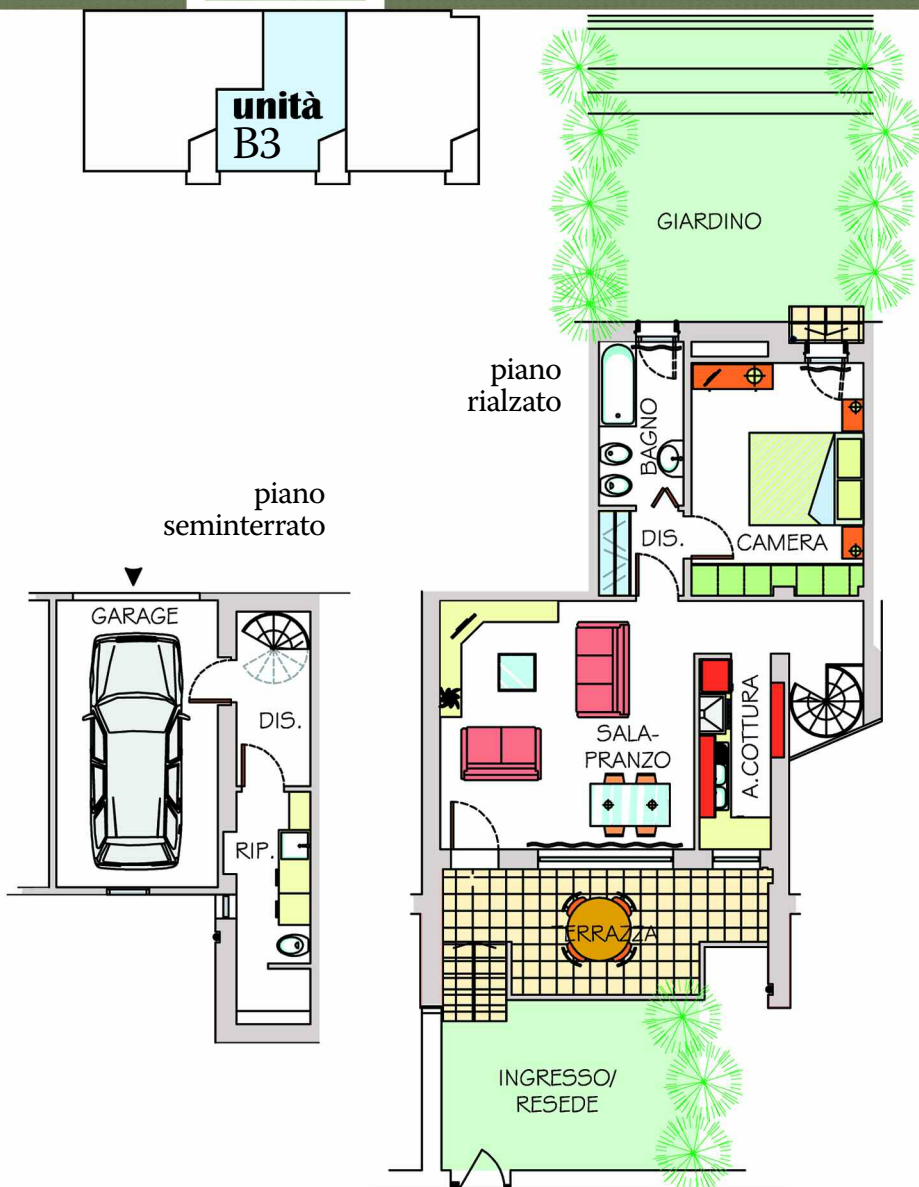 unità
B3
GIARDINO
piano
rialzato
BAGNO
DIS.
CAMERA
piano
seminterrato
GARAGE
DIS.
RIP.
SALA-
PRANZO
A.COTTURA
TERRAZZA
INGRESSO/
RESEDE